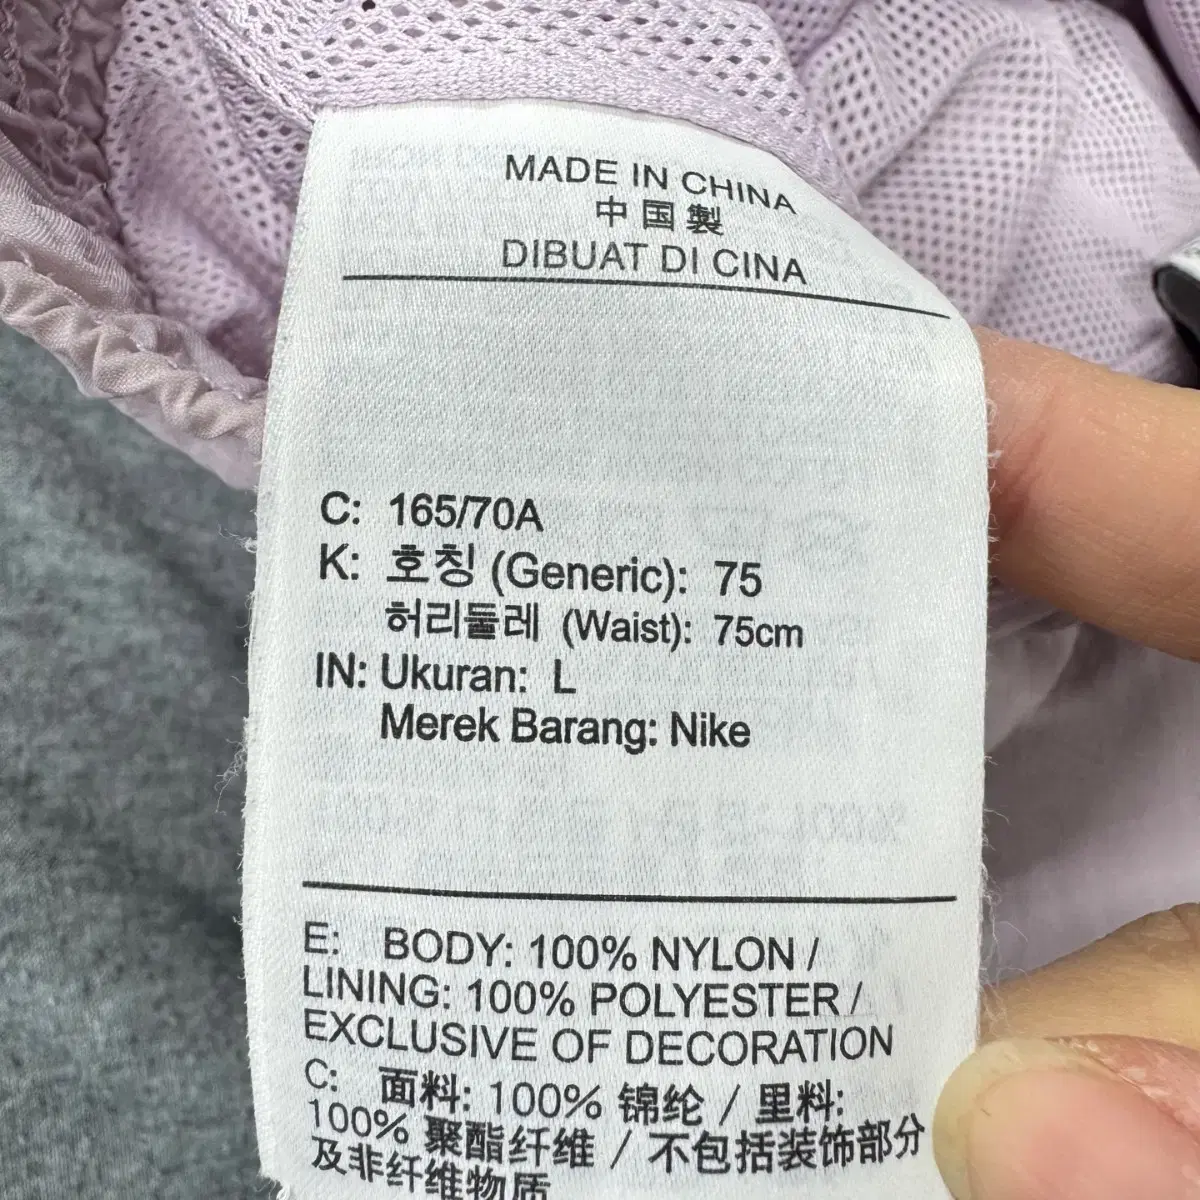 MADE IN CHINA
中国製
DIBUAT DI CINA
C: 165/70A
K: 호칭 (Generic): 75
허리둘레 (Waist): 75cm
IN: Ukuran: L
Merek Barang: Nike
E: BODY: 100% NYLON /
LINING: 100% POLYESTER /
EXCLUSIVE OF DECORATION
C: 面料: 100% 锦纶 / 里料:
100% 聚酯纤维 / 不包括装饰部分
及非纤维物质